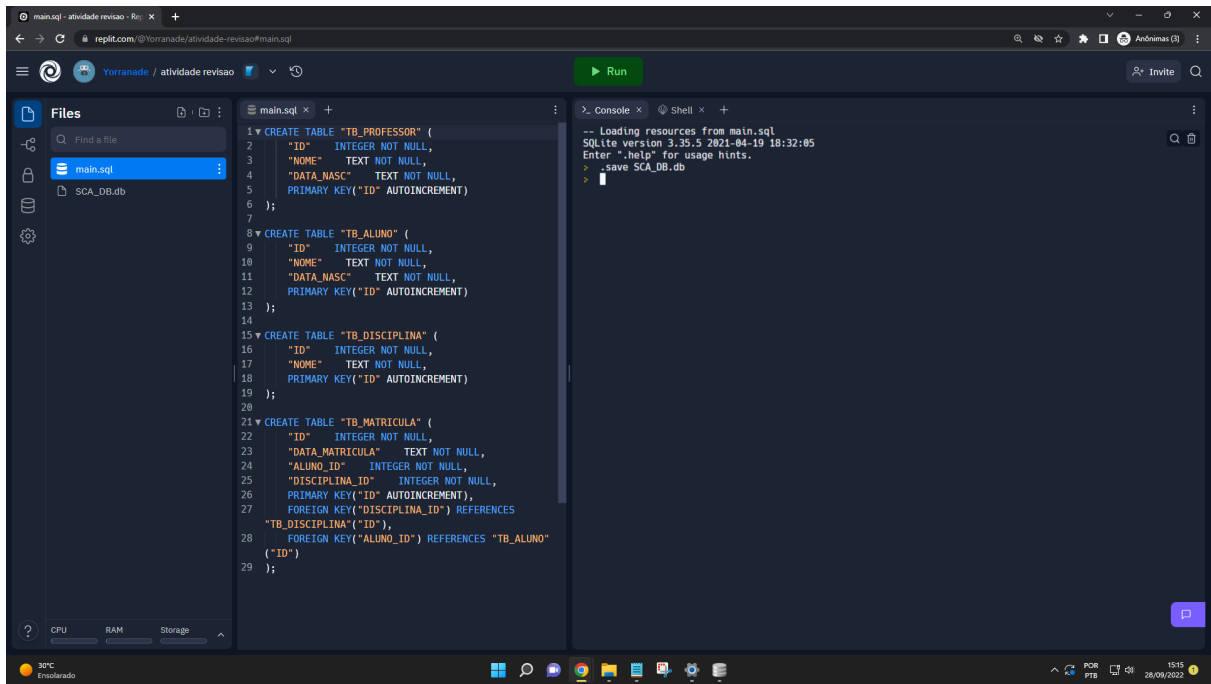 main.sql - atividade revisao - Rep
replit.com/@Yorranade/atividade-revisao#main.sql
Anônimas (3)
Yorranade / atividade revisao
Run
Invite
Files
Find a file
main.sql
SCA_DB.db
main.sql
1 CREATE TABLE "TB_PROFESSOR" (
2 "ID" INTEGER NOT NULL,
3 "NOME" TEXT NOT NULL,
4 "DATA_NASC" TEXT NOT NULL,
5 PRIMARY KEY("ID" AUTOINCREMENT)
6 );
7
8 CREATE TABLE "TB_ALUNO" (
9 "ID" INTEGER NOT NULL,
10 "NOME" TEXT NOT NULL,
11 "DATA_NASC" TEXT NOT NULL,
12 PRIMARY KEY("ID" AUTOINCREMENT)
13 );
14
15 CREATE TABLE "TB_DISCIPLINA" (
16 "ID" INTEGER NOT NULL,
17 "NOME" TEXT NOT NULL,
18 PRIMARY KEY("ID" AUTOINCREMENT)
19 );
20
21 CREATE TABLE "TB_MATRICULA" (
22 "ID" INTEGER NOT NULL,
23 "DATA_MATRICULA" TEXT NOT NULL,
24 "ALUNO_ID" INTEGER NOT NULL,
25 "DISCIPLINA_ID" INTEGER NOT NULL,
26 PRIMARY KEY("ID" AUTOINCREMENT),
27 FOREIGN KEY("DISCIPLINA_ID") REFERENCES
"TB_DISCIPLINA"("ID"),
28 FOREIGN KEY("ALUNO_ID") REFERENCES "TB_ALUNO"
("ID")
29 );
Console
Shell
-- Loading resources from main.sql
SQLite version 3.35.5 2021-04-19 18:32:05
Enter ".help" for usage hints.
> .save SCA_DB.db
>
CPU RAM Storage
30°C
Ensolarado
POR
PTB
15:15
28/09/2022
1